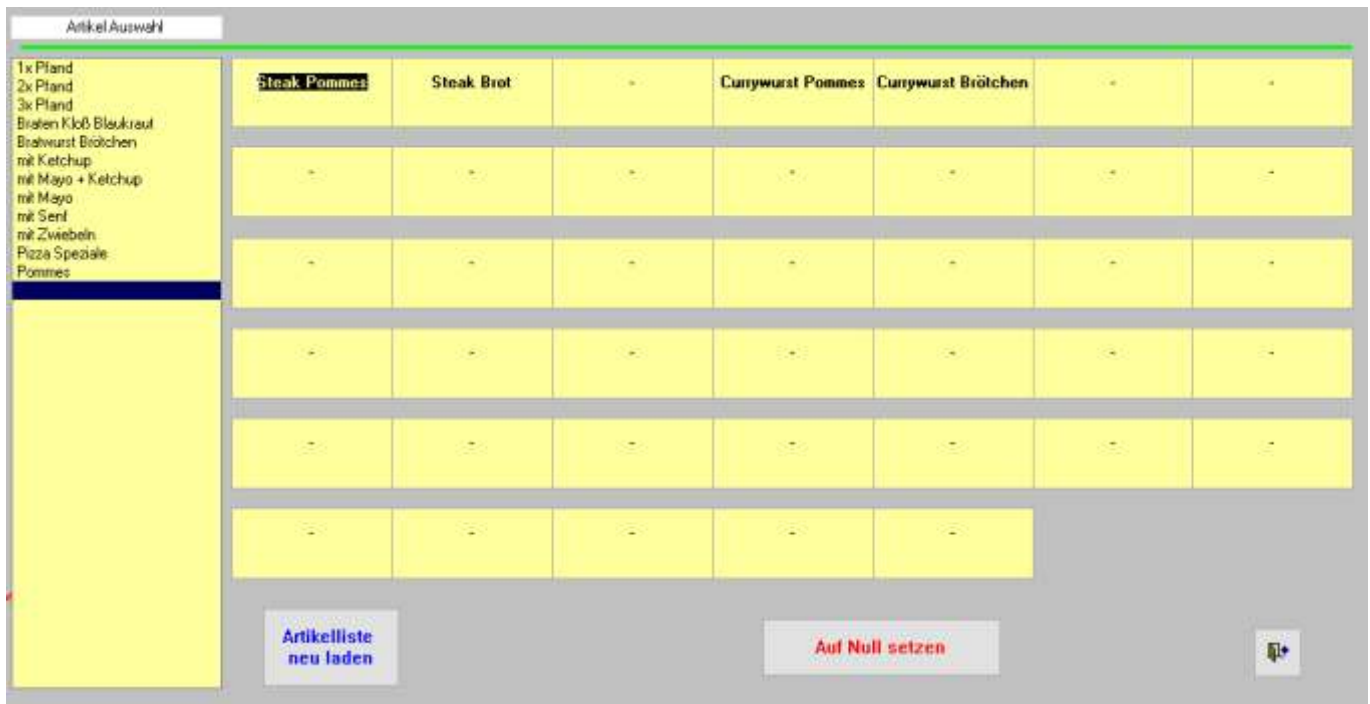 Artikel Auswahl
1x Pfand
2x Pfand
3x Pfand
Braten Kloß Blaukraut
Bratwurst Brötchen
mit Ketchup
mit Mayo + Ketchup
mit Mayo
mit Senf
mit Zwiebeln
Pizza Speziale
Pommes
Steak Pommes Steak Brot - Currywurst Pommes Currywurst Brötchen - -
- - - - - - -
- - - - - - -
- - - - - - -
- - - - - - -
- - - - -
Artikelliste
neu laden
Auf Null setzen